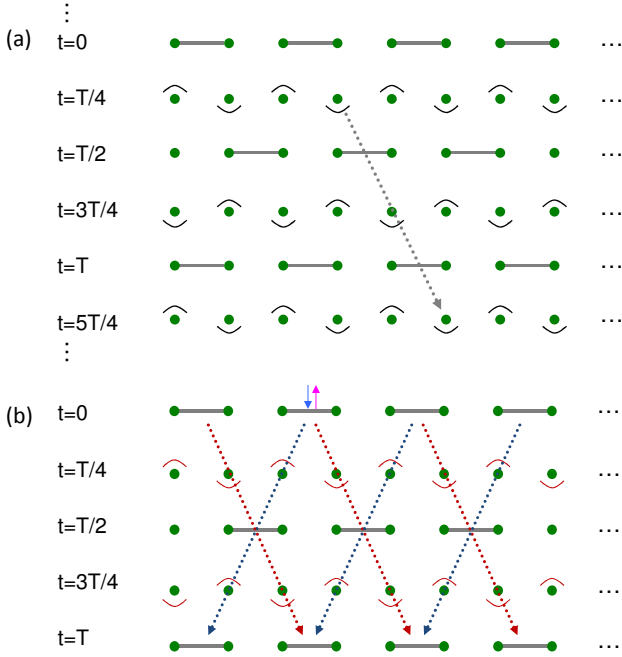 ⋮
(a)
t=0 ...
t=T/4 ...
t=T/2 ...
t=3T/4 ...
t=T ...
t=5T/4 ...
⋮
(b)
t=0 ...
t=T/4 ...
t=T/2 ...
t=3T/4 ...
t=T ...